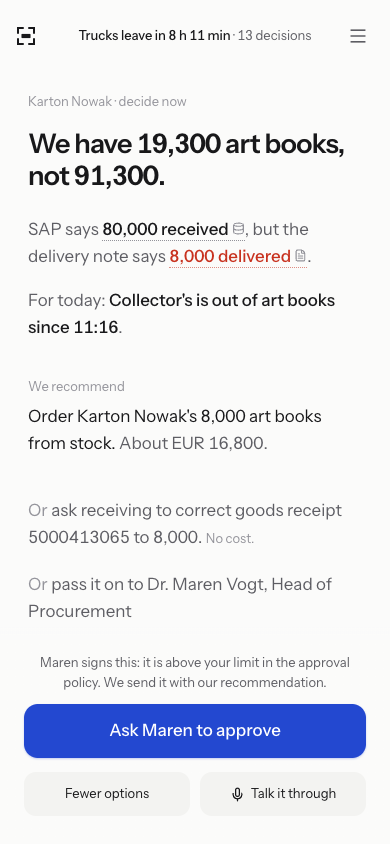 Trucks leave in 8 h 11 min · 13 decisions
Karton Nowak · decide now
We have 19,300 art books,
not 91,300.
SAP says 80,000 received, but the
delivery note says 8,000 delivered.
For today: Collector's is out of art books
since 11:16.
We recommend
Order Karton Nowak's 8,000 art books
from stock. About EUR 16,800.
Or ask receiving to correct goods receipt
5000413065 to 8,000. No cost.
Or pass it on to Dr. Maren Vogt, Head of
Procurement
Maren signs this: it is above your limit in the approval
policy. We send it with our recommendation.
Ask Maren to approve
Fewer options
Talk it through